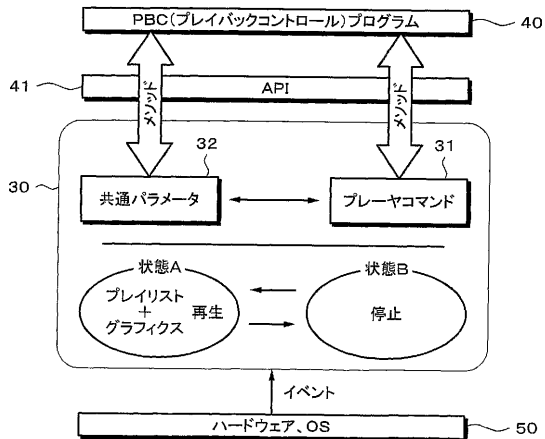 PBC(プレイバックコントロール)プログラム
40
41
API
メソッド
メソッド
32
31
30
共通パラメータ
プレーヤコマンド
状態A
状態B
プレイリスト
+
グラフィクス
再生
停止
イベント
ハードウェア、OS
50